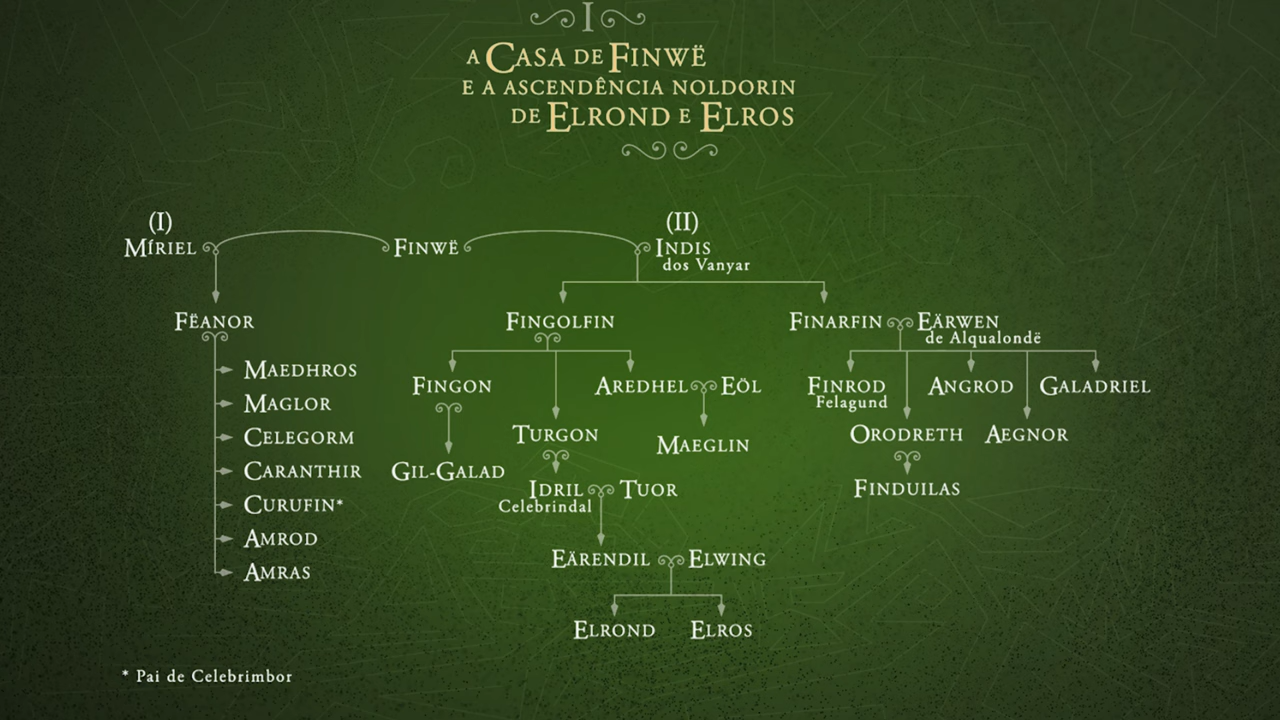 I
A CASA DE FINWË
E A ASCENDÊNCIA NOLDORIN
DE ELROND E ELROS
(I)
(II)
MÍRIEL
FINWË
INDIS
dos Vanyar
FËANOR
FINGOLFIN
FINARFIN
EÄRWEN
de Alqualondë
MAEDHROS
MAGLOR
CELEGORM
CARANTHIR
CURUFIN*
AMROD
AMRAS
FINGON
AREDHEL
EÖL
FINROD
Felagund
ANGROD
GALADRIEL
TURGON
MAEGLIN
ORODRETH
AEGNOR
GIL-GALAD
IDRIL
Celebrindal
TUOR
FINDUILAS
EÄRENDIL
ELWING
ELROND
ELROS
* Pai de Celebrimbor